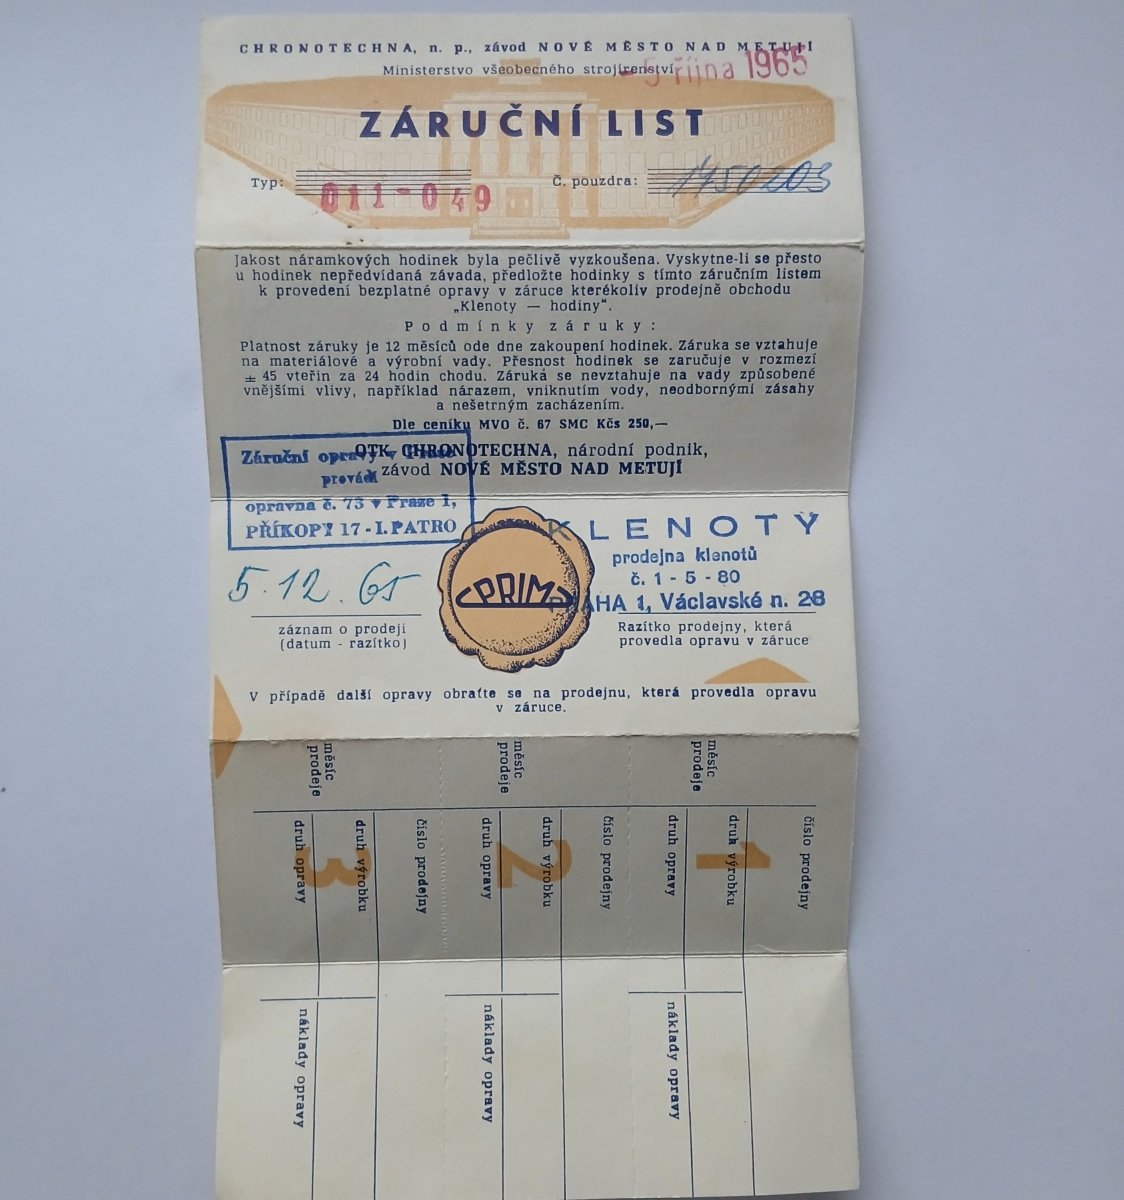 CHRONOTECHNA, n. p., závod NOVÉ MĚSTO NAD METUJÍ
Ministerstvo všeobecného strojírenství
- 5. října 1965
ZÁRUČNÍ LIST
Typ: 011-049
Č. pouzdra: 1450203
Jakost náramkových hodinek byla pečlivě vyzkoušena. Vyskytne-li se přesto
u hodinek nepředvídaná závada, předložte hodinky s tímto záručním listem
k provedení bezplatné opravy v záruce kterékoliv prodejně obchodu
„Klenoty — hodiny“.
Podmínky záruky:
Platnost záruky je 12 měsíců ode dne zakoupení hodinek. Záruka se vztahuje
na materiálové a výrobní vady. Přesnost hodinek se zaručuje v rozmezí
± 45 vteřin za 24 hodin chodu. Záruka se nevztahuje na vady způsobené
vnějšími vlivy, například nárazem, vniknutím vody, neodbornými zásahy
a nešetrným zacházením.
Dle ceníku MVO č. 67 SMC Kčs 250,—
OTK CHRONOTECHNA, národní podnik,
závod NOVÉ MĚSTO NAD METUJÍ
Záruční opravy v Praze
provádí
opravna č. 73 v Praze 1,
PŘÍKOPY 17 - I. PATRO
KLENOTY
prodejna klenotů
č. 1 - 5 - 80
PRAHA 1, Václavské n. 28
PRIM
5. 12. 65
záznam o prodeji
(datum - razítko)
Razítko prodejny, která
provedla opravu v záruce
V případě další opravy obraťte se na prodejnu, která provedla opravu
v záruce.
měsíc
prodeje
číslo prodejny
druh výrobku
druh opravy
1
náklady opravy
měsíc
prodeje
číslo prodejny
druh výrobku
druh opravy
2
náklady opravy
měsíc
prodeje
číslo prodejny
druh výrobku
druh opravy
3
náklady opravy